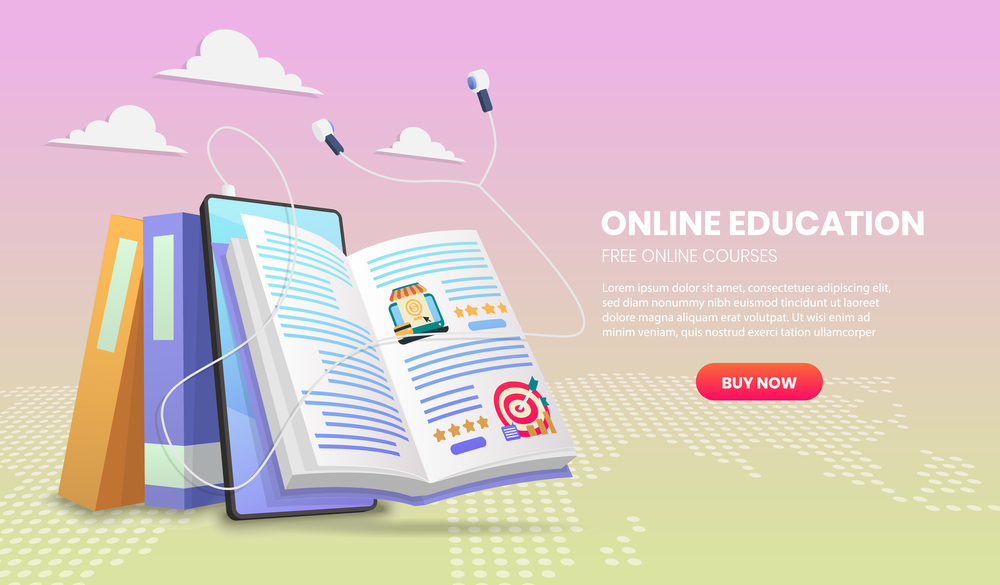 ONLINE EDUCATION
FREE ONLINE COURSES
Lorem ipsum dolor sit amet, consectetuer adipiscing elit,
sed diam nonummy nibh euismod tincidunt ut laoreet
dolore magna aliquam erat volutpat. Ut wisi enim ad
minim veniam, quis nostrud exerci tation ullamcorper
BUY NOW